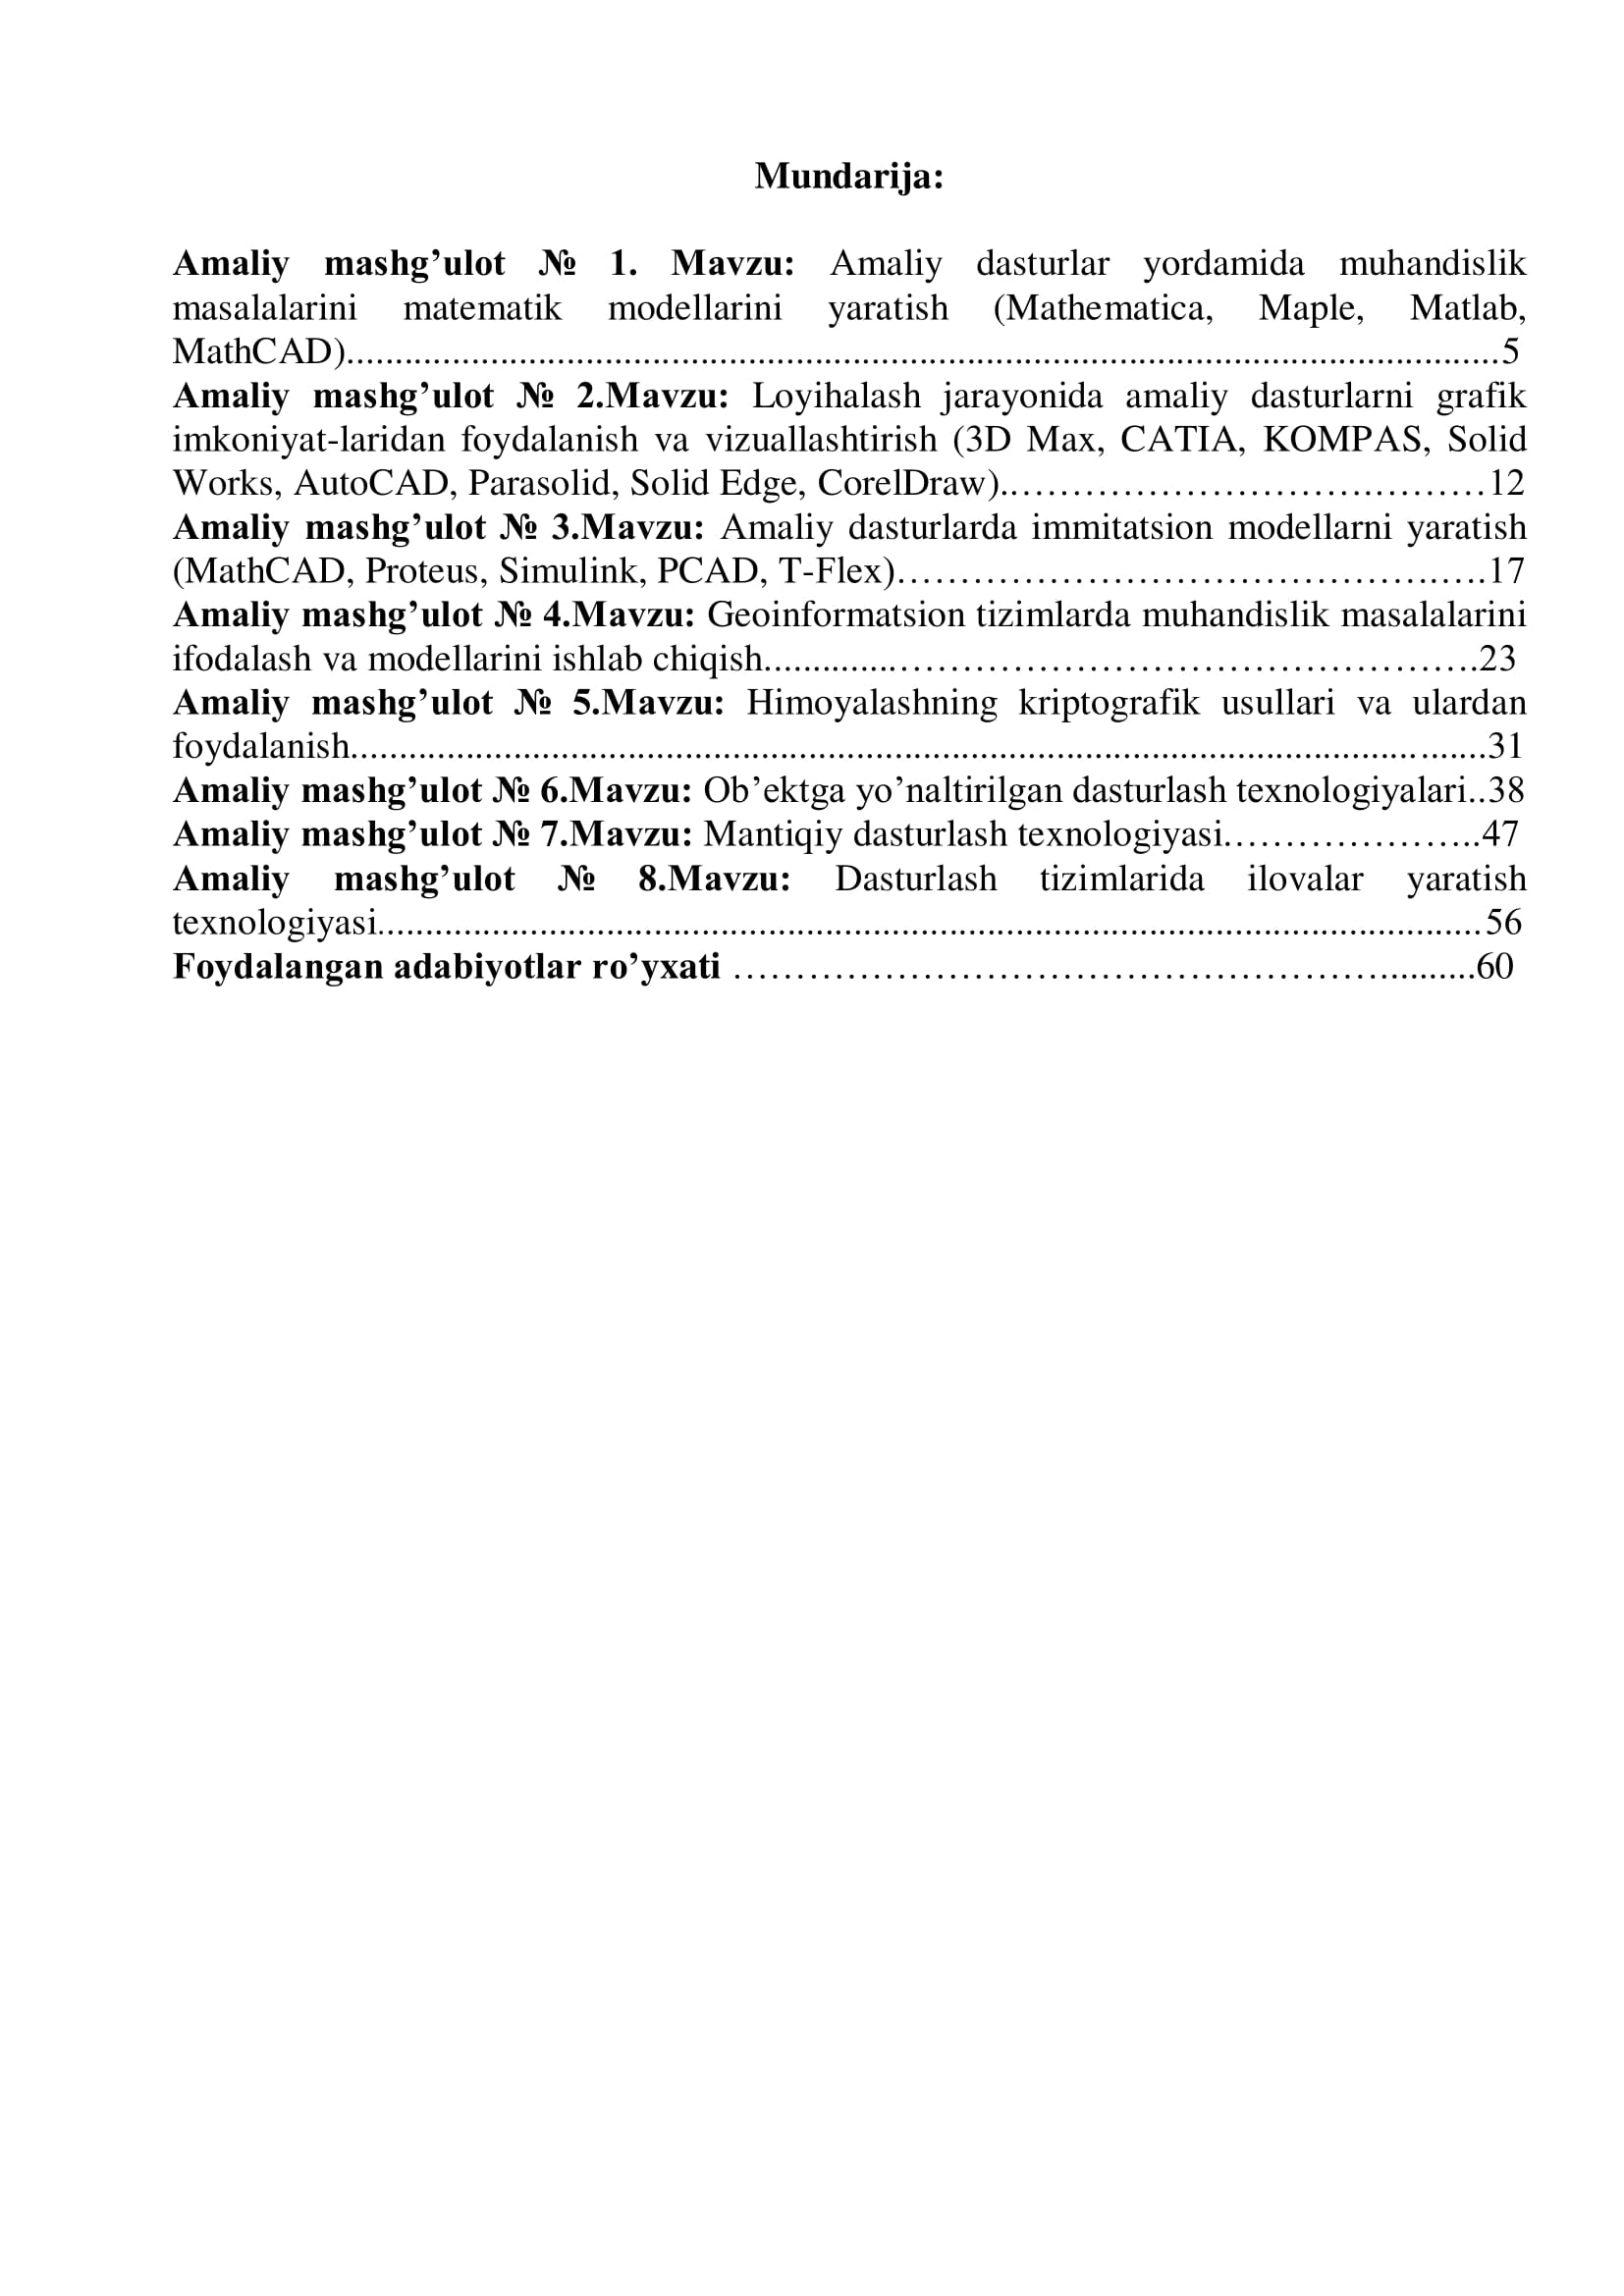 Mundarija:
Amaliy mashg’ulot № 1. Mavzu: Amaliy dasturlar yordamida muhandislik
masalalarini matematik modellarini yaratish (Mathematica, Maple, Matlab,
MathCAD)..........................................................................................................................5
Amaliy mashg’ulot № 2.Mavzu: Loyihalash jarayonida amaliy dasturlarni grafik
imkoniyat-laridan foydalanish va vizuallashtirish (3D Max, CATIA, KOMPAS, Solid
Works, AutoCAD, Parasolid, Solid Edge, CorelDraw)..……………………….………12
Amaliy mashg’ulot № 3.Mavzu: Amaliy dasturlarda immitatsion modellarni yaratish
(MathCAD, Proteus, Simulink, PCAD, T-Flex)…………………………………….….17
Amaliy mashg’ulot № 4.Mavzu: Geoinformatsion tizimlarda muhandislik masalalarini
ifodalash va modellarini ishlab chiqish..............……………………………………….23
Amaliy mashg’ulot № 5.Mavzu: Himoyalashning kriptografik usullari va ulardan
foydalanish........................................................................................................................31
Amaliy mashg’ulot № 6.Mavzu: Ob’ektga yo’naltirilgan dasturlash texnologiyalari..38
Amaliy mashg’ulot № 7.Mavzu: Mantiqiy dasturlash texnologiyasi.………………..47
Amaliy mashg’ulot № 8.Mavzu: Dasturlash tizimlarida ilovalar yaratish
texnologiyasi.....................................................................................................................56
Foydalangan adabiyotlar ro’yxati ……………………………………………..........60